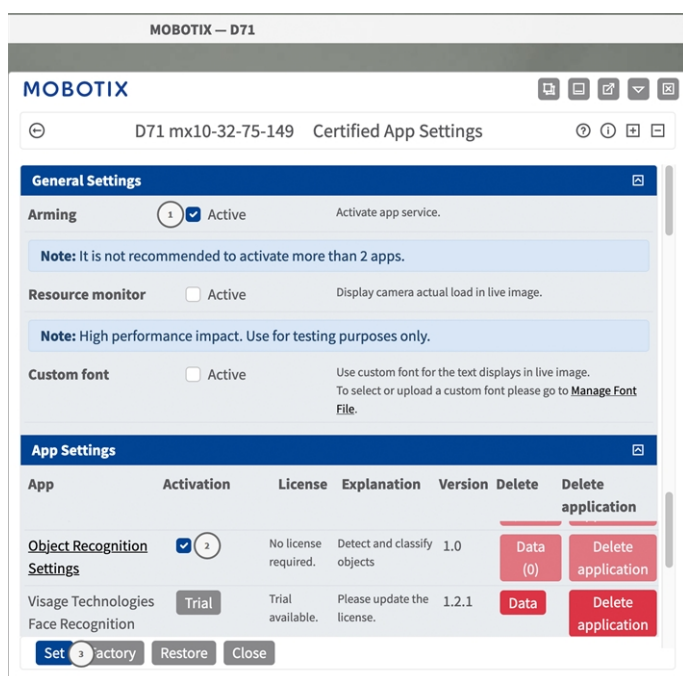 MOBOTIX — D71
MOBOTIX
D71 mx10-32-75-149 Certified App Settings
General Settings
Arming 1 Active Activate app service.
Note: It is not recommended to activate more than 2 apps.
Resource monitor Active Display camera actual load in live image.
Note: High performance impact. Use for testing purposes only.
Custom font Active Use custom font for the text displays in live image.
To select or upload a custom font please go to Manage Font
File.
App Settings
App Activation License Explanation Version Delete Delete
application
Object Recognition 2 No license Detect and classify 1.0 Data Delete
Settings required. objects (0) application
Visage Technologies Trial Trial Please update the 1.2.1 Data Delete
Face Recognition available. license. application
Set 3 actory Restore Close